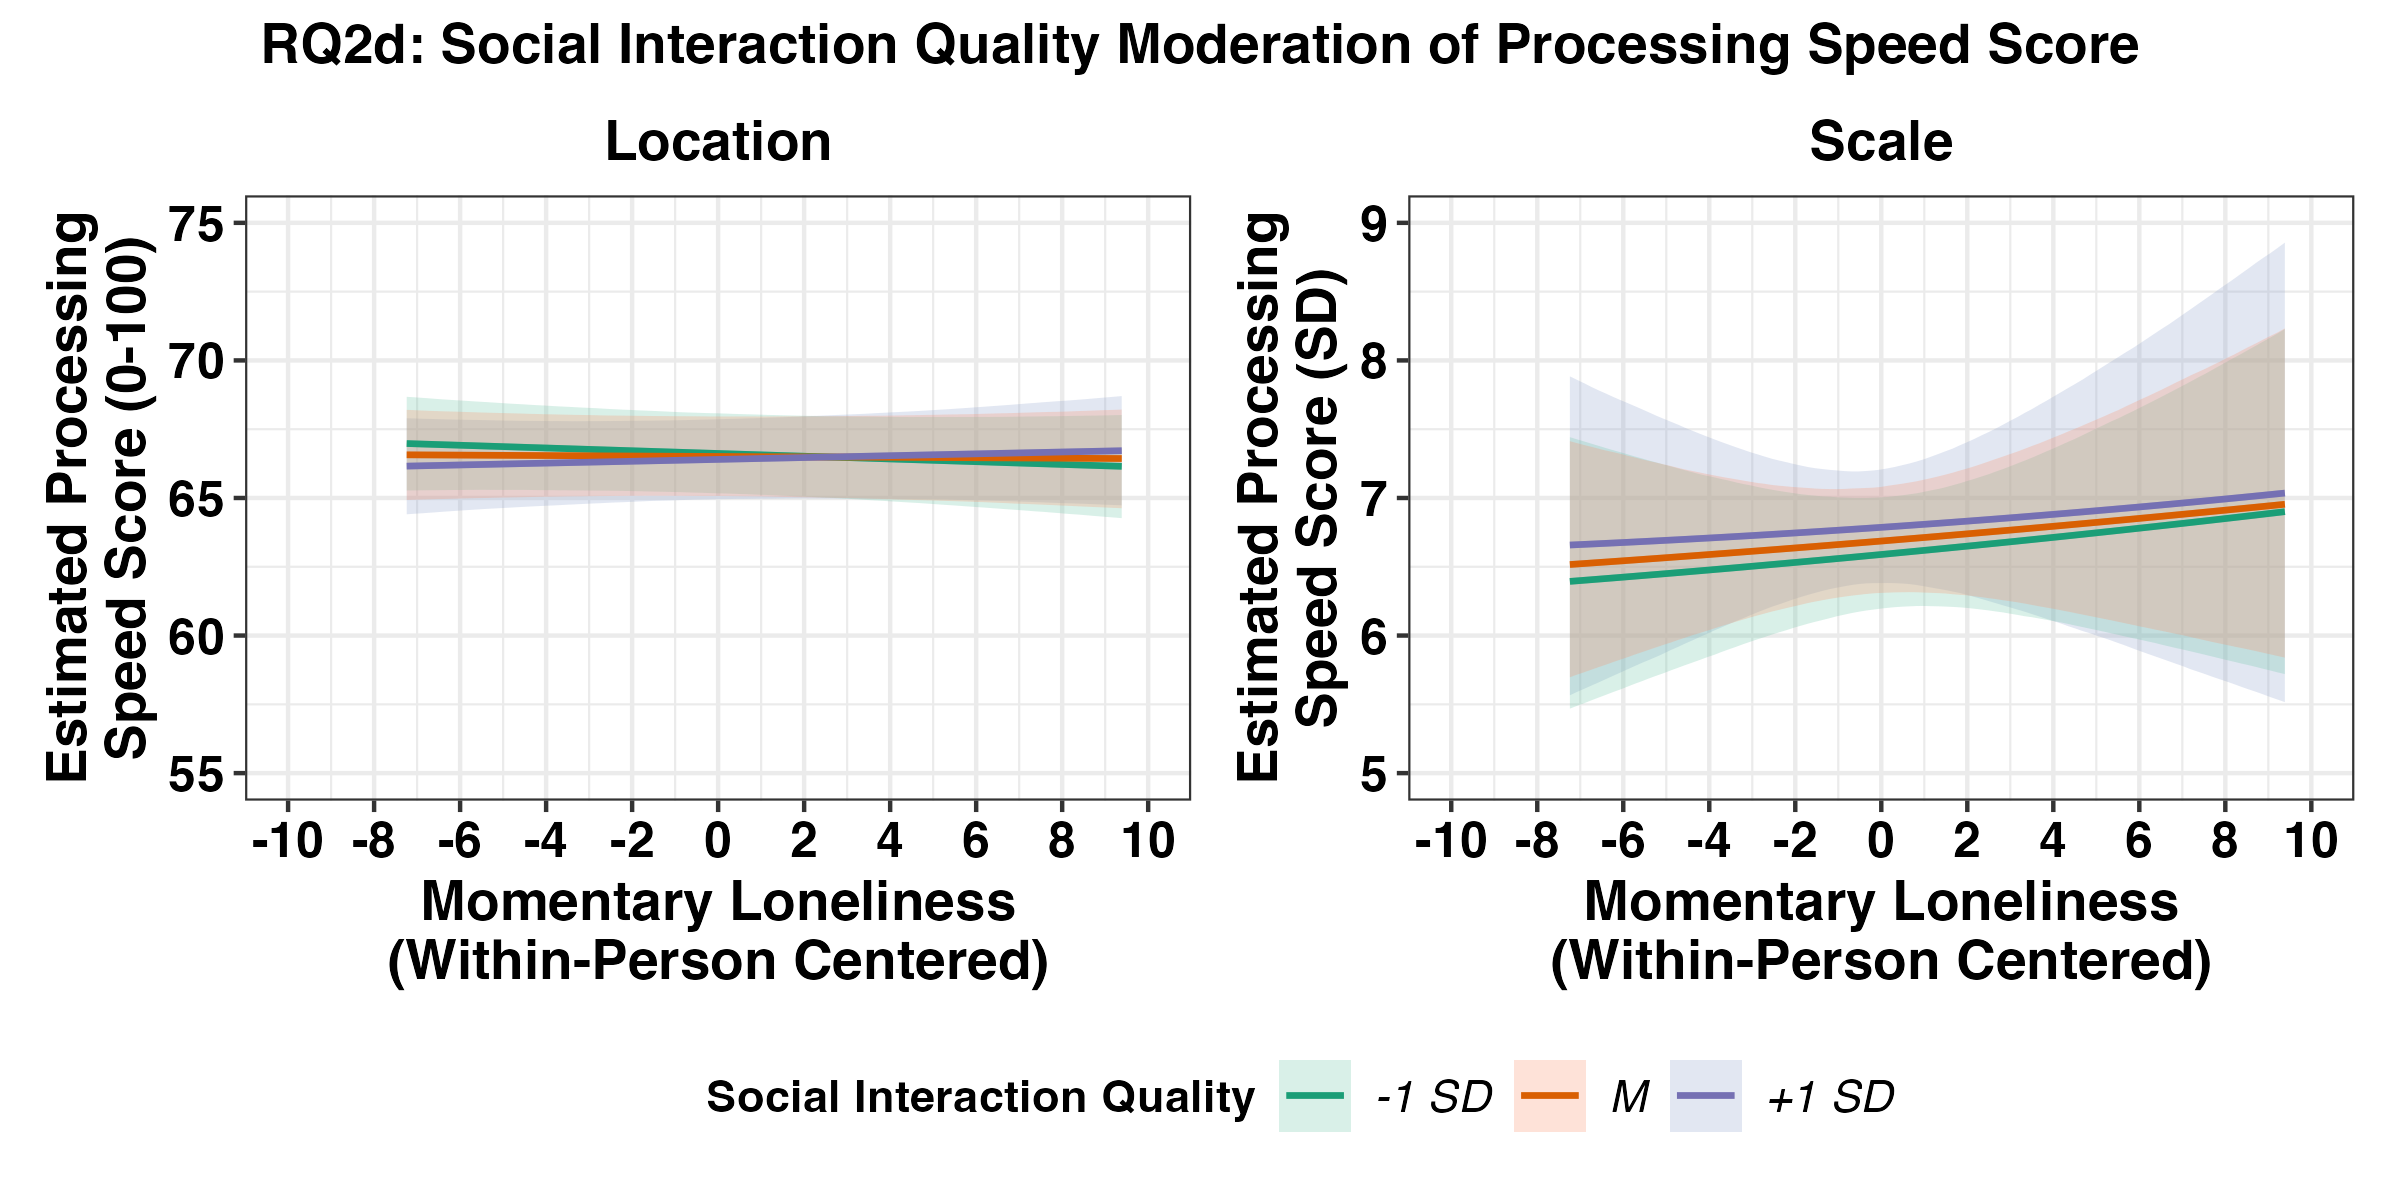 RQ2d: Social Interaction Quality Moderation of Processing Speed Score
Location
Estimated Processing
Speed Score (0-100)
75
70
65
60
55
-10 -8 -6 -4 -2 0 2 4 6 8 10
Momentary Loneliness
(Within-Person Centered)
Scale
Estimated Processing
Speed Score (SD)
9
8
7
6
5
-10 -8 -6 -4 -2 0 2 4 6 8 10
Momentary Loneliness
(Within-Person Centered)
Social Interaction Quality -1 SD M +1 SD